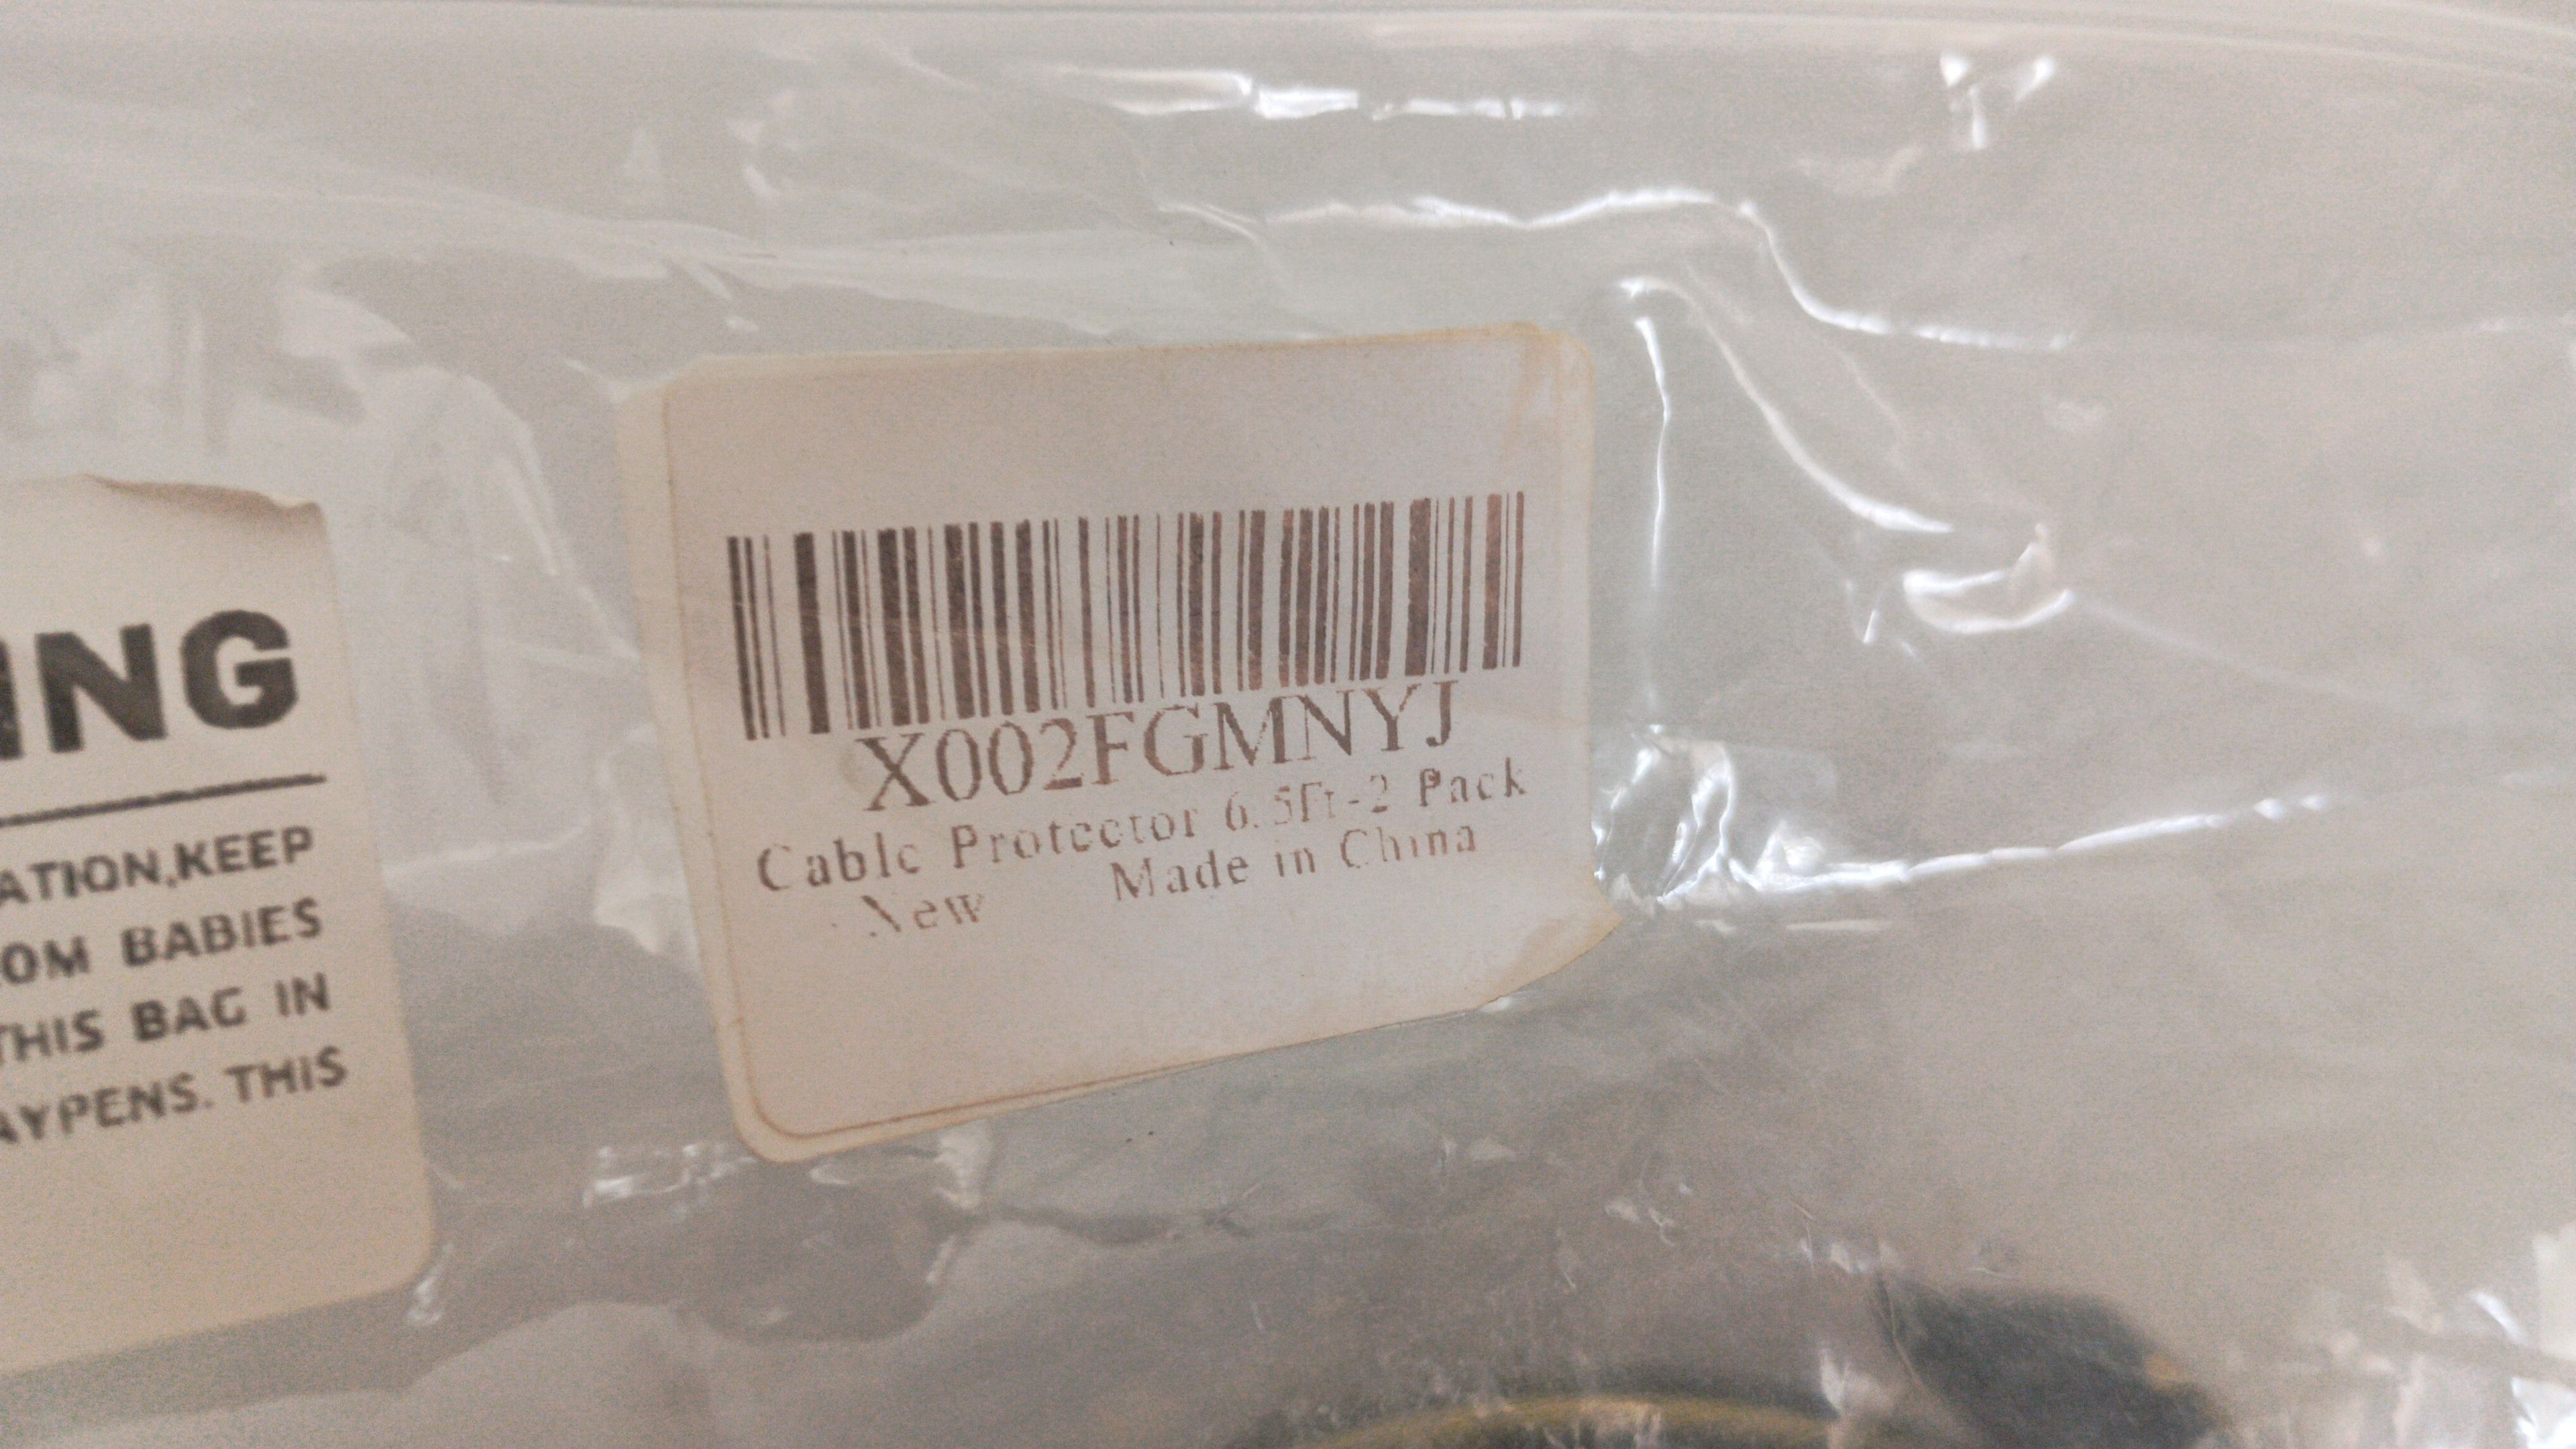 ING
ATION,KEEP
OM BABIES
THIS BAG IN
AYPENS. THIS
X002FGMNYJ
Cable Protector 6.5Ft-2 Pack
New Made in China